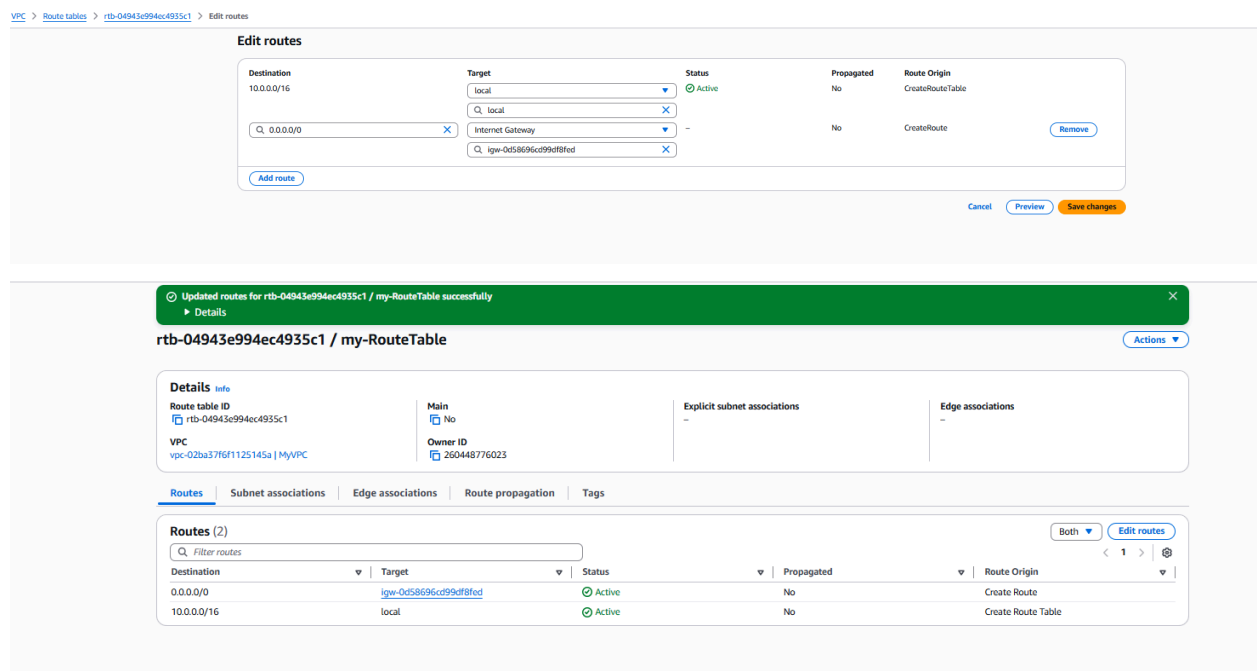 VPC > Route tables > rtb-04943e994ec4935c1 > Edit routes
Edit routes
Destination Target Status Propagated Route Origin
10.0.0.0/16 local Active No CreateRouteTable
local
0.0.0.0/0 Internet Gateway – No CreateRoute Remove
igw-0d58696cd99df8fed
Add route
Cancel Preview Save changes
Updated routes for rtb-04943e994ec4935c1 / my-RouteTable successfully
Details
rtb-04943e994ec4935c1 / my-RouteTable
Actions
Details Info
Route table ID Main Explicit subnet associations Edge associations
rtb-04943e994ec4935c1 No – –
VPC Owner ID
vpc-02ba37f6f1125145a | MyVPC 260448776023
Routes Subnet associations Edge associations Route propagation Tags
Routes (2) Both Edit routes
Filter routes 1
Destination Target Status Propagated Route Origin
0.0.0.0/0 igw-0d58696cd99df8fed Active No Create Route
10.0.0.0/16 local Active No Create Route Table